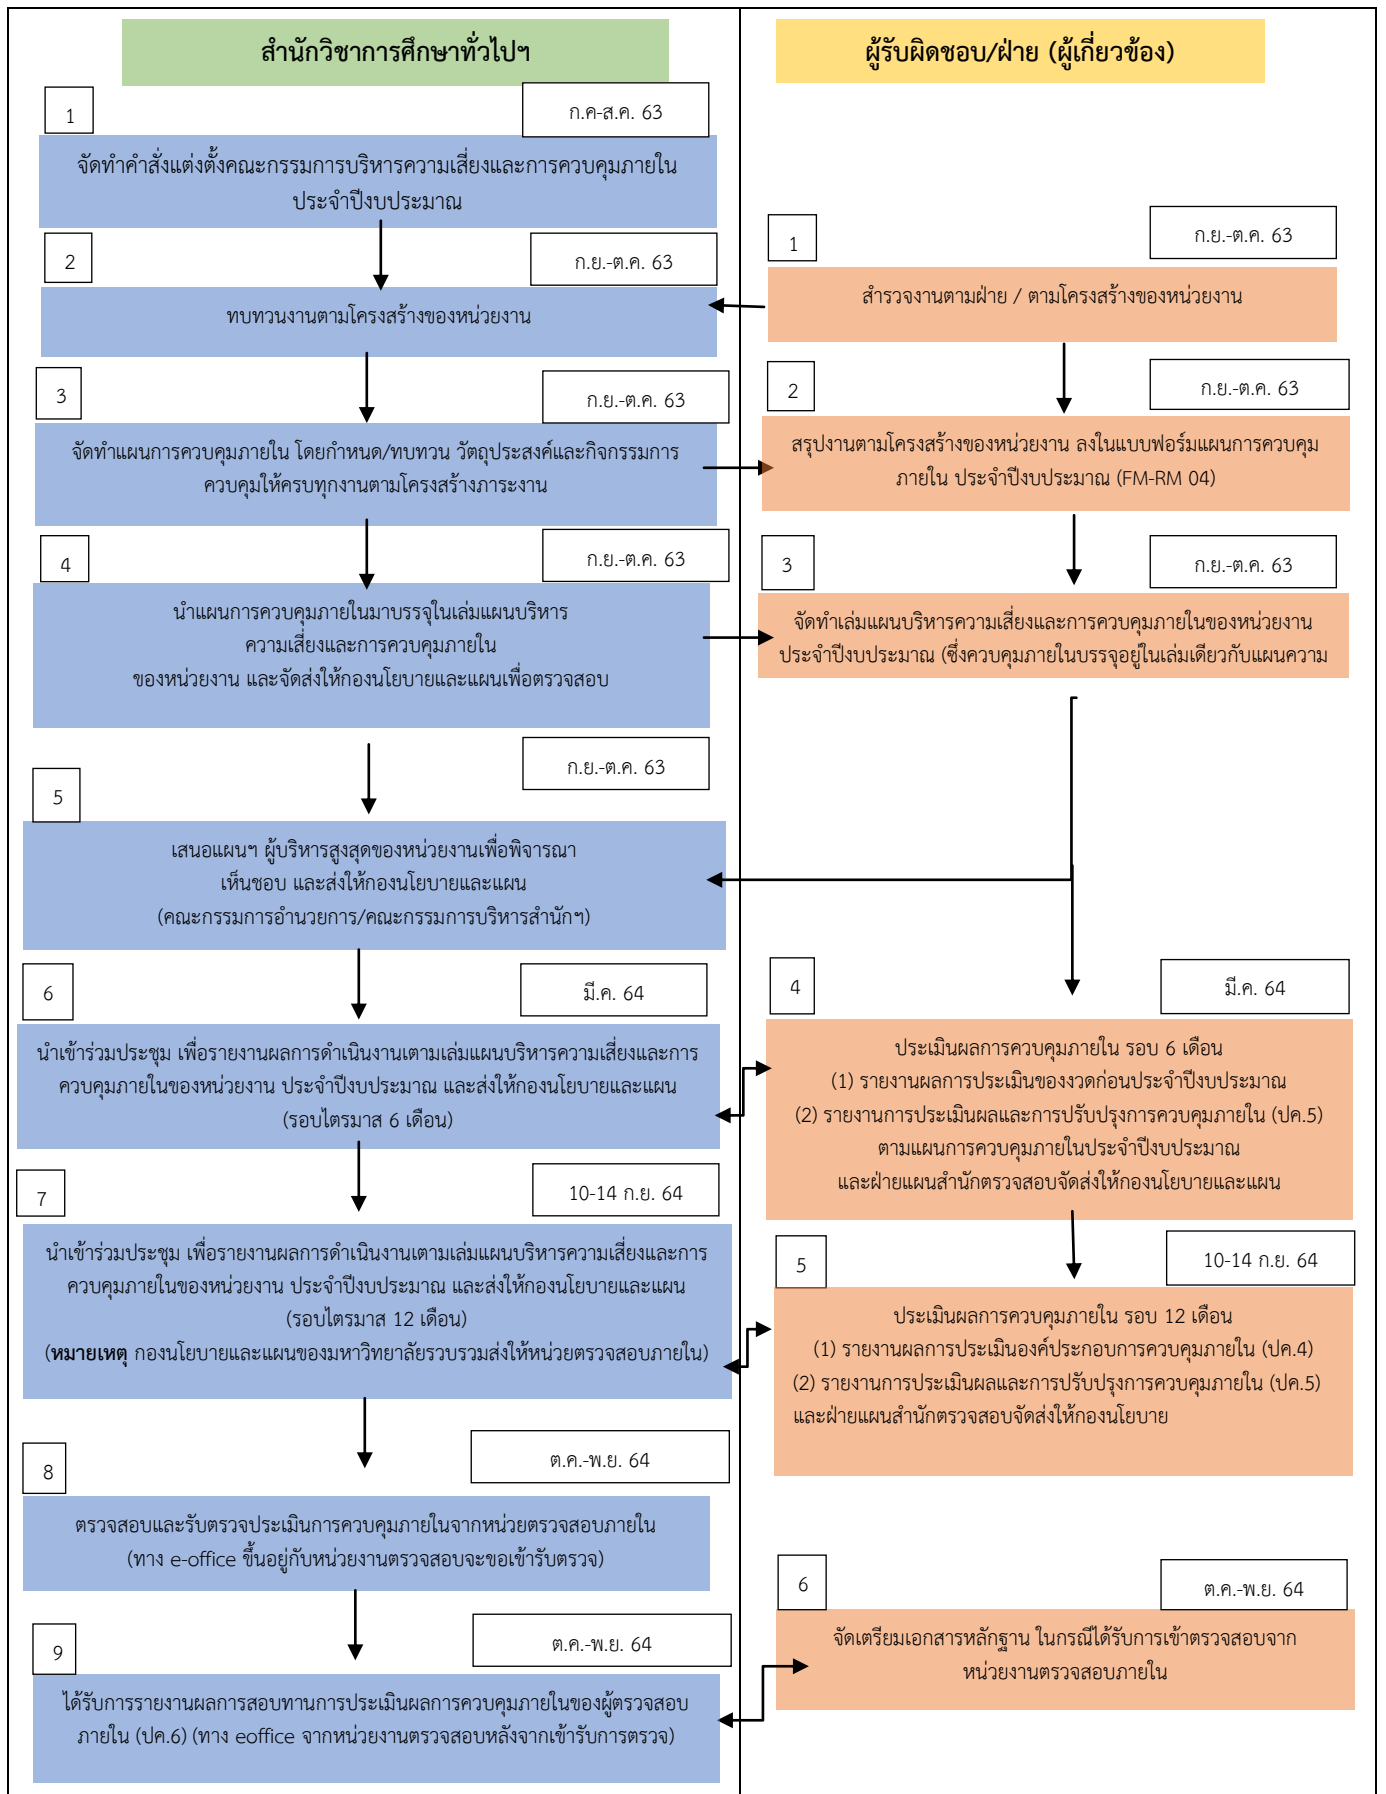 สำนักวิชาการศึกษาทั่วไปฯ
1
ก.ค-ส.ค. 63
จัดทำคำสั่งแต่งตั้งคณะกรรมการบริหารความเสี่ยงและการควบคุมภายใน
ประจำปีงบประมาณ
2
ก.ย.-ต.ค. 63
ทบทวนงานตามโครงสร้างของหน่วยงาน
3
ก.ย.-ต.ค. 63
จัดทำแผนการควบคุมภายใน โดยกำหนด/ทบทวน วัตถุประสงค์และกิจกรรมการ
ควบคุมให้ครบทุกงานตามโครงสร้างภาระงาน
4
ก.ย.-ต.ค. 63
นำแผนการควบคุมภายในมาบรรจุในเล่มแผนบริหาร
ความเสี่ยงและการควบคุมภายใน
ของหน่วยงาน และจัดส่งให้กองนโยบายและแผนเพื่อตรวจสอบ
5
ก.ย.-ต.ค. 63
เสนอแผนฯ ผู้บริหารสูงสุดของหน่วยงานเพื่อพิจารณา
เห็นชอบ และส่งให้กองนโยบายและแผน
(คณะกรรมการอำนวยการ/คณะกรรมการบริหารสำนักฯ)
6
มี.ค. 64
นำเข้าร่วมประชุม เพื่อรายงานผลการดำเนินงานตามเล่มแผนบริหารความเสี่ยงและการ
ควบคุมภายในของหน่วยงาน ประจำปีงบประมาณ และส่งให้กองนโยบายและแผน
(รอบไตรมาส 6 เดือน)
7
10-14 ก.ย. 64
นำเข้าร่วมประชุม เพื่อรายงานผลการดำเนินงานตามเล่มแผนบริหารความเสี่ยงและการ
ควบคุมภายในของหน่วยงาน ประจำปีงบประมาณ และส่งให้กองนโยบายและแผน
(รอบไตรมาส 12 เดือน)
(หมายเหตุ กองนโยบายและแผนของมหาวิทยาลัยรวบรวมส่งให้หน่วยตรวจสอบภายใน)
8
ต.ค.-พ.ย. 64
ตรวจสอบและรับตรวจประเมินการควบคุมภายในจากหน่วยตรวจสอบภายใน
(ทาง e-office ขึ้นอยู่กับหน่วยงานตรวจสอบจะขอเข้ารับตรวจ)
9
ต.ค.-พ.ย. 64
ได้รับการรายงานผลการสอบทานการประเมินผลการควบคุมภายในของผู้ตรวจสอบ
ภายใน (ปค.6) (ทาง eoffice จากหน่วยงานตรวจสอบหลังจากเข้ารับการตรวจ)
ผู้รับผิดชอบ/ฝ่าย (ผู้เกี่ยวข้อง)
1
ก.ย.-ต.ค. 63
สำรวจงานตามฝ่าย / ตามโครงสร้างของหน่วยงาน
2
ก.ย.-ต.ค. 63
สรุปงานตามโครงสร้างของหน่วยงาน ลงในแบบฟอร์มแผนการควบคุม
ภายใน ประจำปีงบประมาณ (FM-RM 04)
3
ก.ย.-ต.ค. 63
จัดทำเล่มแผนบริหารความเสี่ยงและการควบคุมภายในของหน่วยงาน
ประจำปีงบประมาณ (ซึ่งควบคุมภายในบรรจุอยู่ในเล่มเดียวกับแผนความ
4
มี.ค. 64
ประเมินผลการควบคุมภายใน รอบ 6 เดือน
(1) รายงานผลการประเมินของงวดก่อนประจำปีงบประมาณ
(2) รายงานการประเมินผลและการปรับปรุงการควบคุมภายใน (ปค.5)
ตามแผนการควบคุมภายในประจำปีงบประมาณ
และฝ่ายแผนสำนักตรวจสอบจัดส่งให้กองนโยบายและแผน
5
10-14 ก.ย. 64
ประเมินผลการควบคุมภายใน รอบ 12 เดือน
(1) รายงานผลการประเมินองค์ประกอบการควบคุมภายใน (ปค.4)
(2) รายงานการประเมินผลและการปรับปรุงการควบคุมภายใน (ปค.5)
และฝ่ายแผนสำนักตรวจสอบจัดส่งให้กองนโยบาย
6
ต.ค.-พ.ย. 64
จัดเตรียมเอกสารหลักฐาน ในกรณีได้รับการเข้าตรวจสอบจาก
หน่วยงานตรวจสอบภายใน